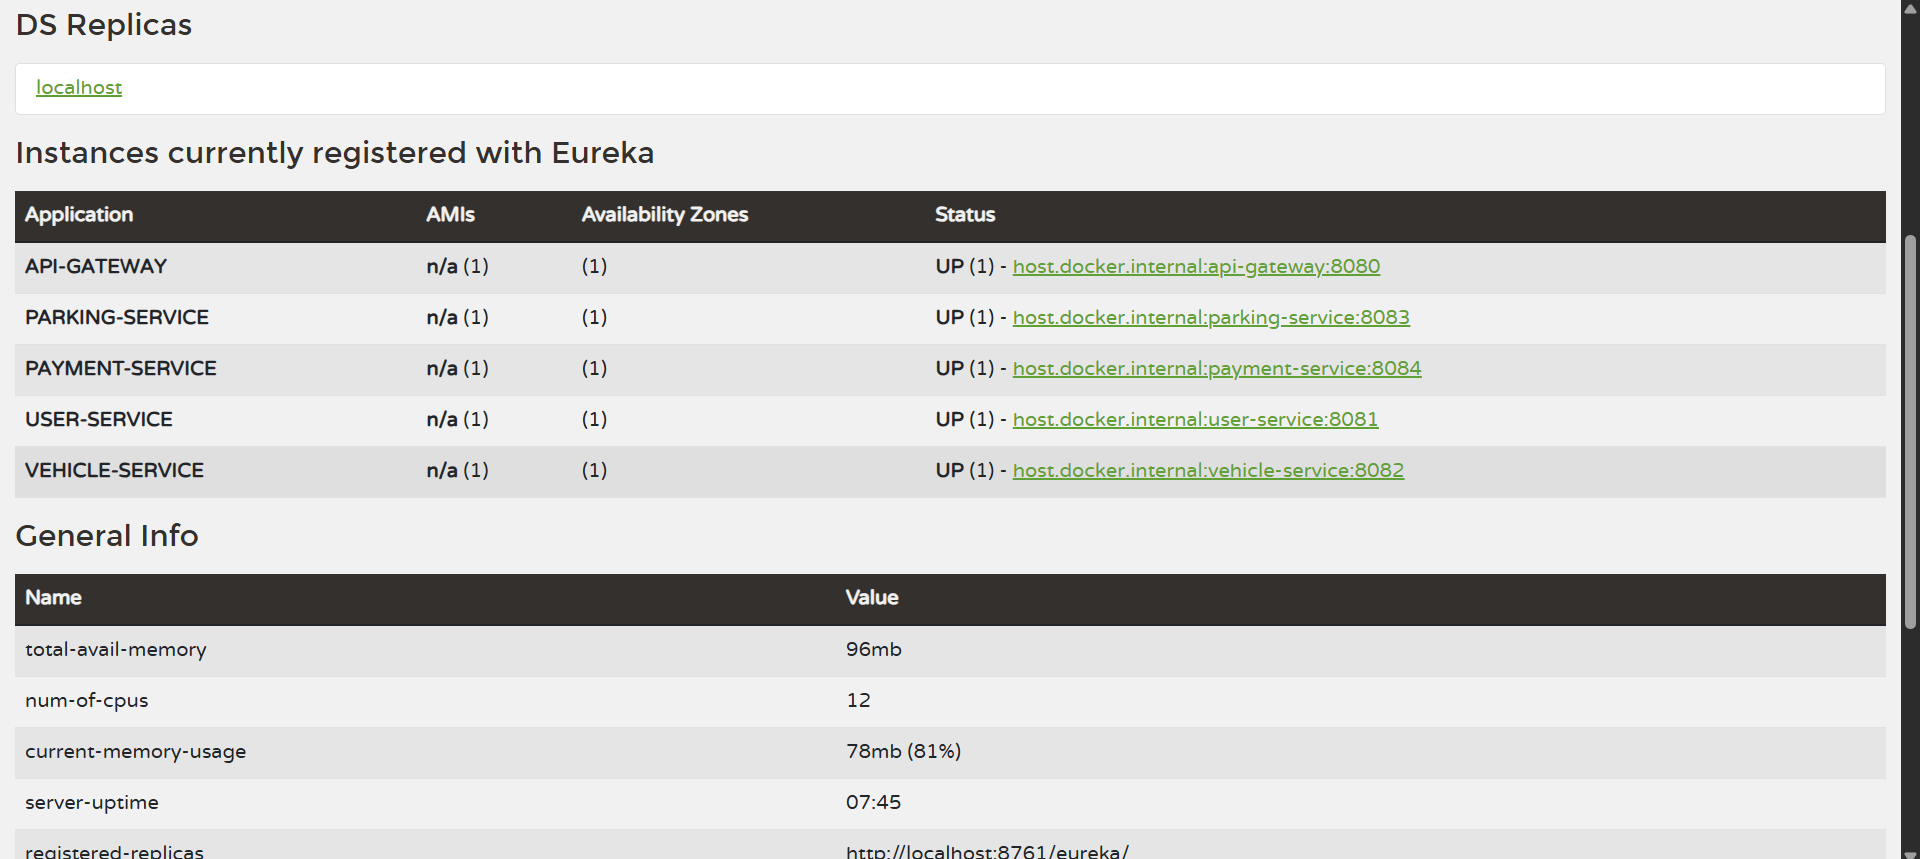 DS Replicas
localhost
Instances currently registered with Eureka
Application AMIs Availability Zones Status
API-GATEWAY n/a (1) (1) UP (1) - host.docker.internal:api-gateway:8080
PARKING-SERVICE n/a (1) (1) UP (1) - host.docker.internal:parking-service:8083
PAYMENT-SERVICE n/a (1) (1) UP (1) - host.docker.internal:payment-service:8084
USER-SERVICE n/a (1) (1) UP (1) - host.docker.internal:user-service:8081
VEHICLE-SERVICE n/a (1) (1) UP (1) - host.docker.internal:vehicle-service:8082
General Info
Name Value
total-avail-memory 96mb
num-of-cpus 12
current-memory-usage 78mb (81%)
server-uptime 07:45
registered-replicas http://localhost:8761/eureka/